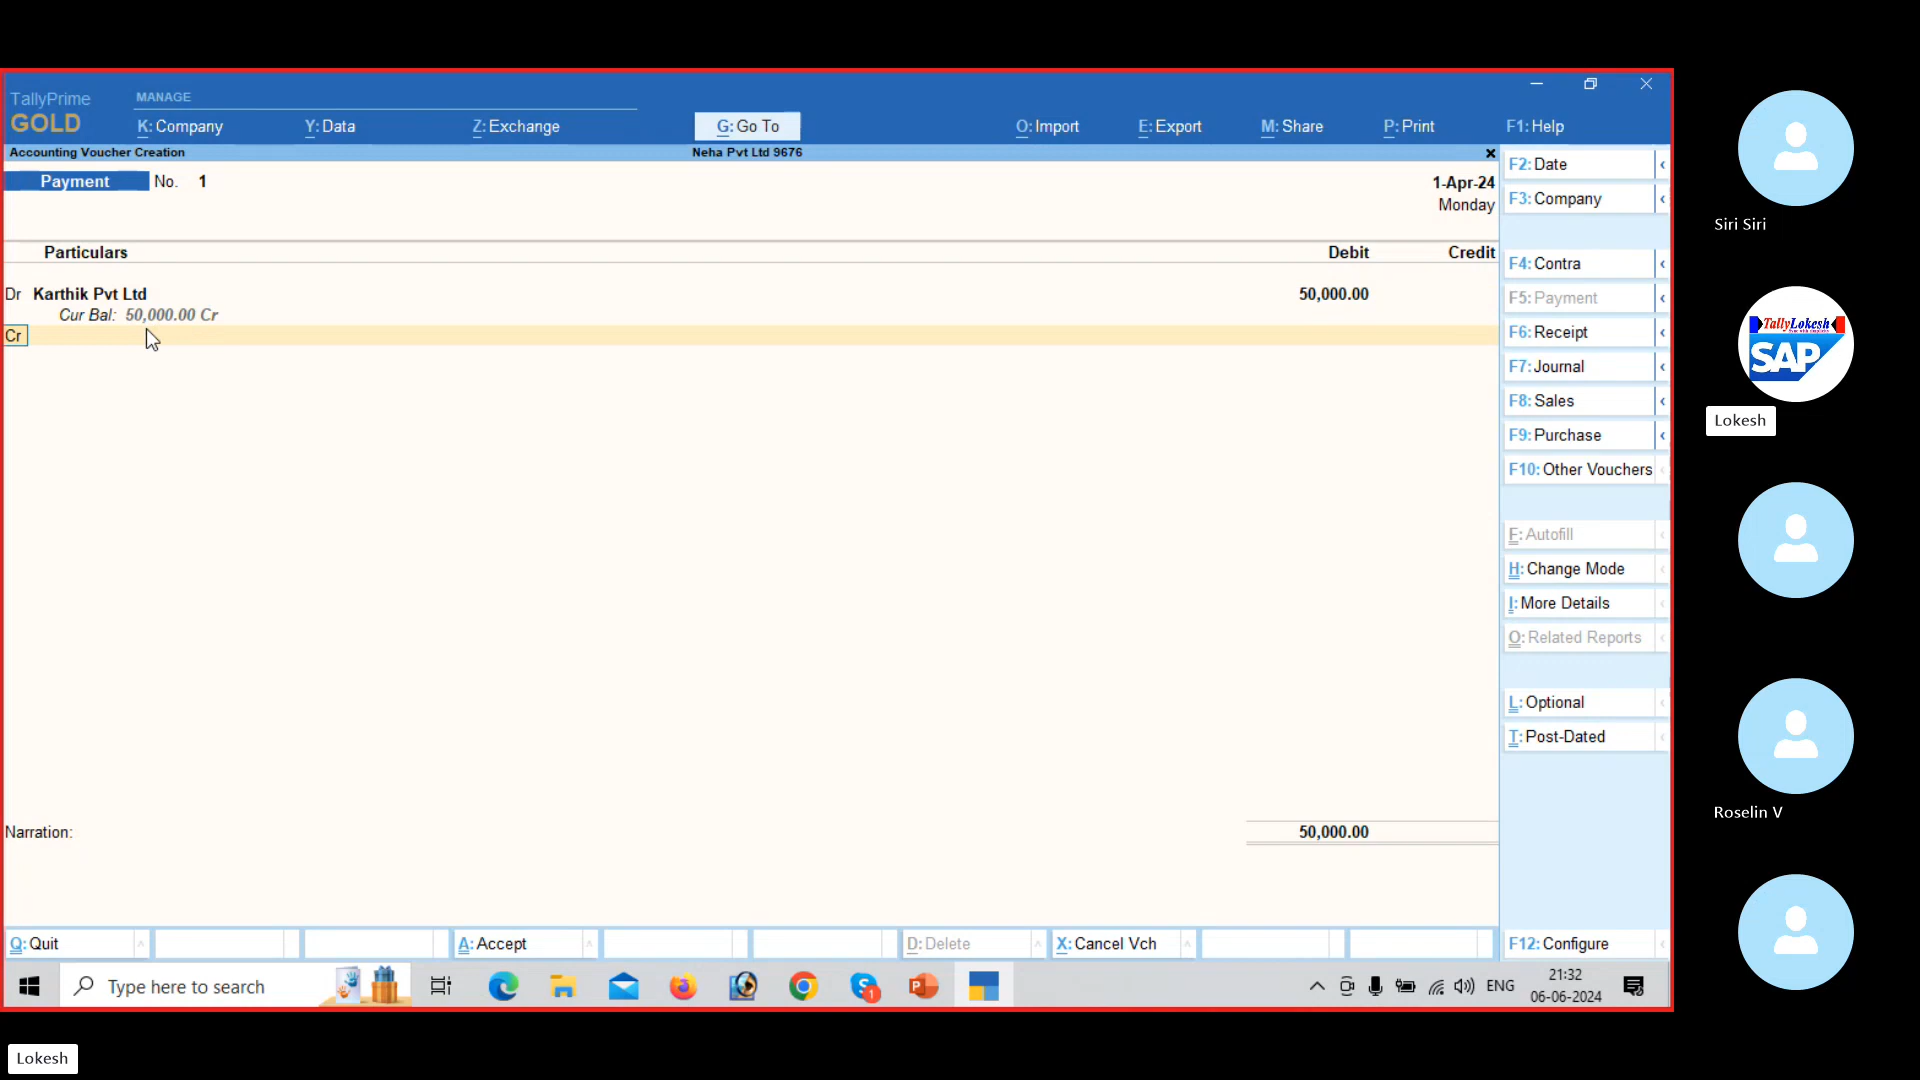 TallyPrime
GOLD
MANAGE
K: Company
Y: Data
Z: Exchange
G: Go To
O: Import
E: Export
M: Share
P: Print
F1: Help
Accounting Voucher Creation
Neha Pvt Ltd 9676
Payment No. 1
1-Apr-24
Monday
Particulars
Debit
Credit
Dr Karthik Pvt Ltd
50,000.00
Cur Bal: 50,000.00 Cr
Cr
Narration:
50,000.00
F2: Date
F3: Company
F4: Contra
F5: Payment
F6: Receipt
F7: Journal
F8: Sales
F9: Purchase
F10: Other Vouchers
F: Autofill
H: Change Mode
I: More Details
O: Related Reports
L: Optional
T: Post-Dated
F12: Configure
Q: Quit
A: Accept
D: Delete
X: Cancel Vch
Type here to search
1
ENG
21:32
06-06-2024
Siri Siri
TallyLokesh
SAP
Lokesh
Roselin V
Lokesh